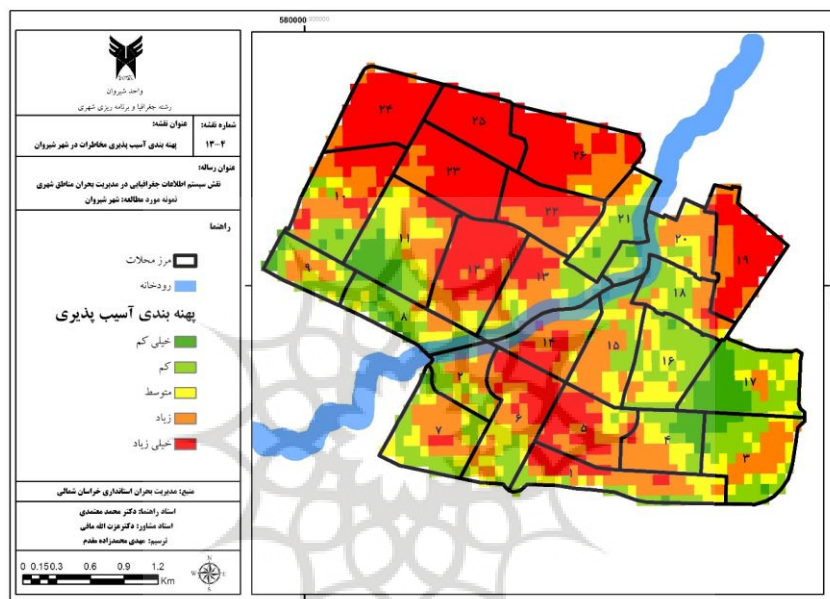 واحد شیروان
رشته جغرافیا و برنامه ریزی شهری
شماره نقشه:
۱۳-۴
عنوان نقشه:
پهنه بندی آسیب پذیری مخاطرات در شهر شیروان
عنوان رساله:
نقش سیستم اطلاعات جغرافیایی در مدیریت بحران مناطق شهری
نمونه مورد مطالعه: شهر شیروان
راهنما
مرز محلات
رودخانه
پهنه بندی آسیب پذیری
خیلی کم
کم
متوسط
زیاد
خیلی زیاد
منبع: مدیریت بحران استانداری خراسان شمالی
استاد راهنما: دکتر محمد معتمدی
استاد مشاور: دکتر عزت الله مافی
ترسیم: مهدی محمدزاده مقدم
0 0.15 0.3 0.6 0.9 1.2
Km
N
W E
S
580000
۲۴
۲۵
۲۶
۲۳
۲۲
۱۰
۲۱
۱۱
۲۰
۱۹
۹
۱۲
۱۳
۱۸
۸
۱۴
۱۵
۱۶
۲
۱۷
۷
۶
۵
۴
۳
۱